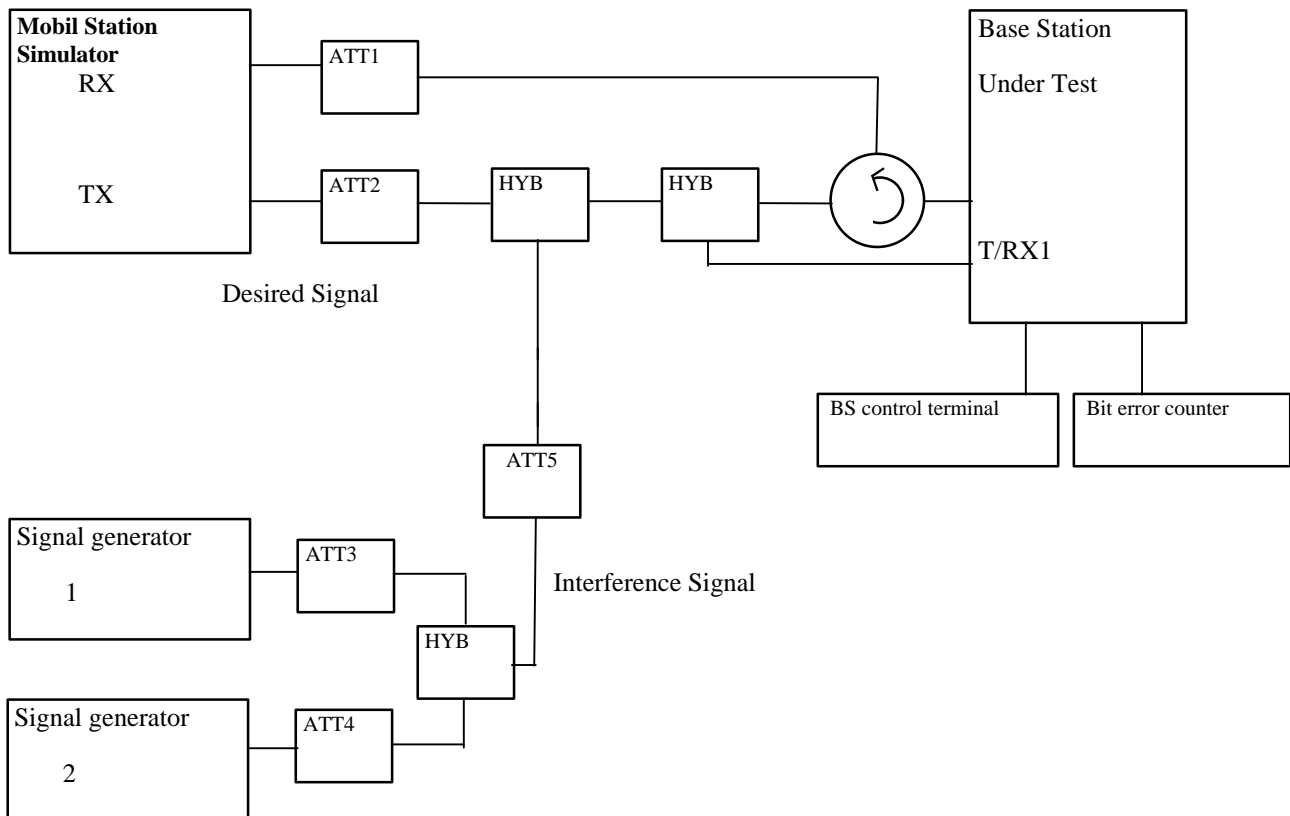 Mobil Station
Simulator
RX
TX
ATT1
ATT2
HYB
HYB
Base Station
Under Test
T/RX1
Desired Signal
BS control terminal
Bit error counter
ATT5
Signal generator
1
ATT3
Interference Signal
HYB
Signal generator
2
ATT4